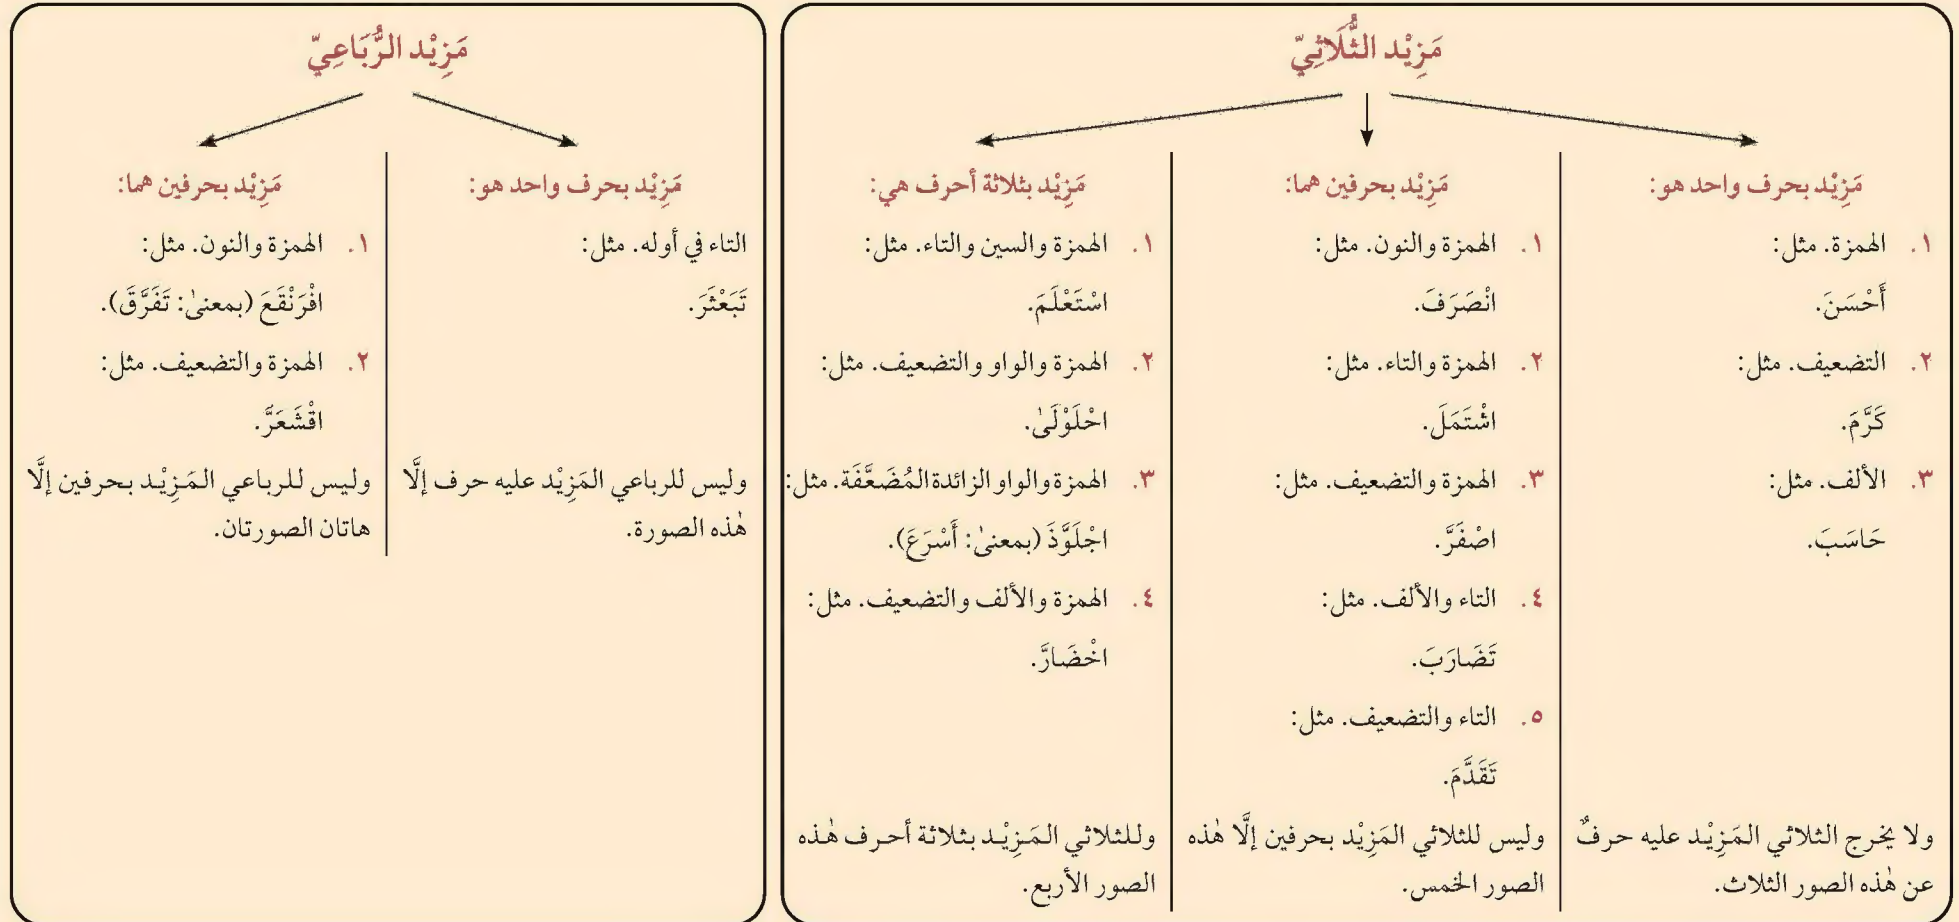 مَزِيْد الثُّلَاثِيّ
مَزِيْد بحرف واحد هو:
١. الهمزة. مثل:
أَحْسَنَ.
٢. التضعيف. مثل:
كَرَّمَ.
٣. الألف. مثل:
حَاسَبَ.
ولا يخرج الثلاثي المَزِيْد عليه حرفٌ
عن هٰذه الصور الثلاث.
مَزِيْد بحرفين هما:
١. الهمزة والنون. مثل:
انْصَرَفَ.
٢. الهمزة والتاء. مثل:
اشْتَمَلَ.
٣. الهمزة والتضعيف. مثل:
اصْفَرَّ.
٤. التاء والألف. مثل:
تَضَارَبَ.
٥. التاء والتضعيف. مثل:
تَقَدَّمَ.
وليس للثلاثي المَزِيْد بحرفين إلَّا هٰذه
الصور الخمس.
مَزِيْد بثلاثة أحرف هي:
١. الهمزة والسين والتاء. مثل:
اسْتَعْلَمَ.
٢. الهمزة والواو والتضعيف. مثل:
احْلَوْلَىٰ.
٣. الهمزة والواو الزائدة المُضَعَّفَة. مثل:
اجْلَوَّذَ (بمعنىٰ: أَسْرَعَ).
٤. الهمزة والألف والتضعيف. مثل:
اخْضَارَّ.
وللثلاثي المَزِيْد بثلاثة أحرف هٰذه
الصور الأربع.
مَزِيْد الرُّبَاعِيّ
مَزِيْد بحرف واحد هو:
التاء في أوله. مثل:
تَبَعْثَرَ.
وليس للرباعي المَزِيْد عليه حرف إلَّا
هٰذه الصورة.
مَزِيْد بحرفين هما:
١. الهمزة والنون. مثل:
افْرَنْقَعَ (بمعنىٰ: تَفَرَّقَ).
٢. الهمزة والتضعيف. مثل:
اقْشَعَرَّ.
وليس للرباعي المَزِيْد بحرفين إلَّا
هاتان الصورتان.